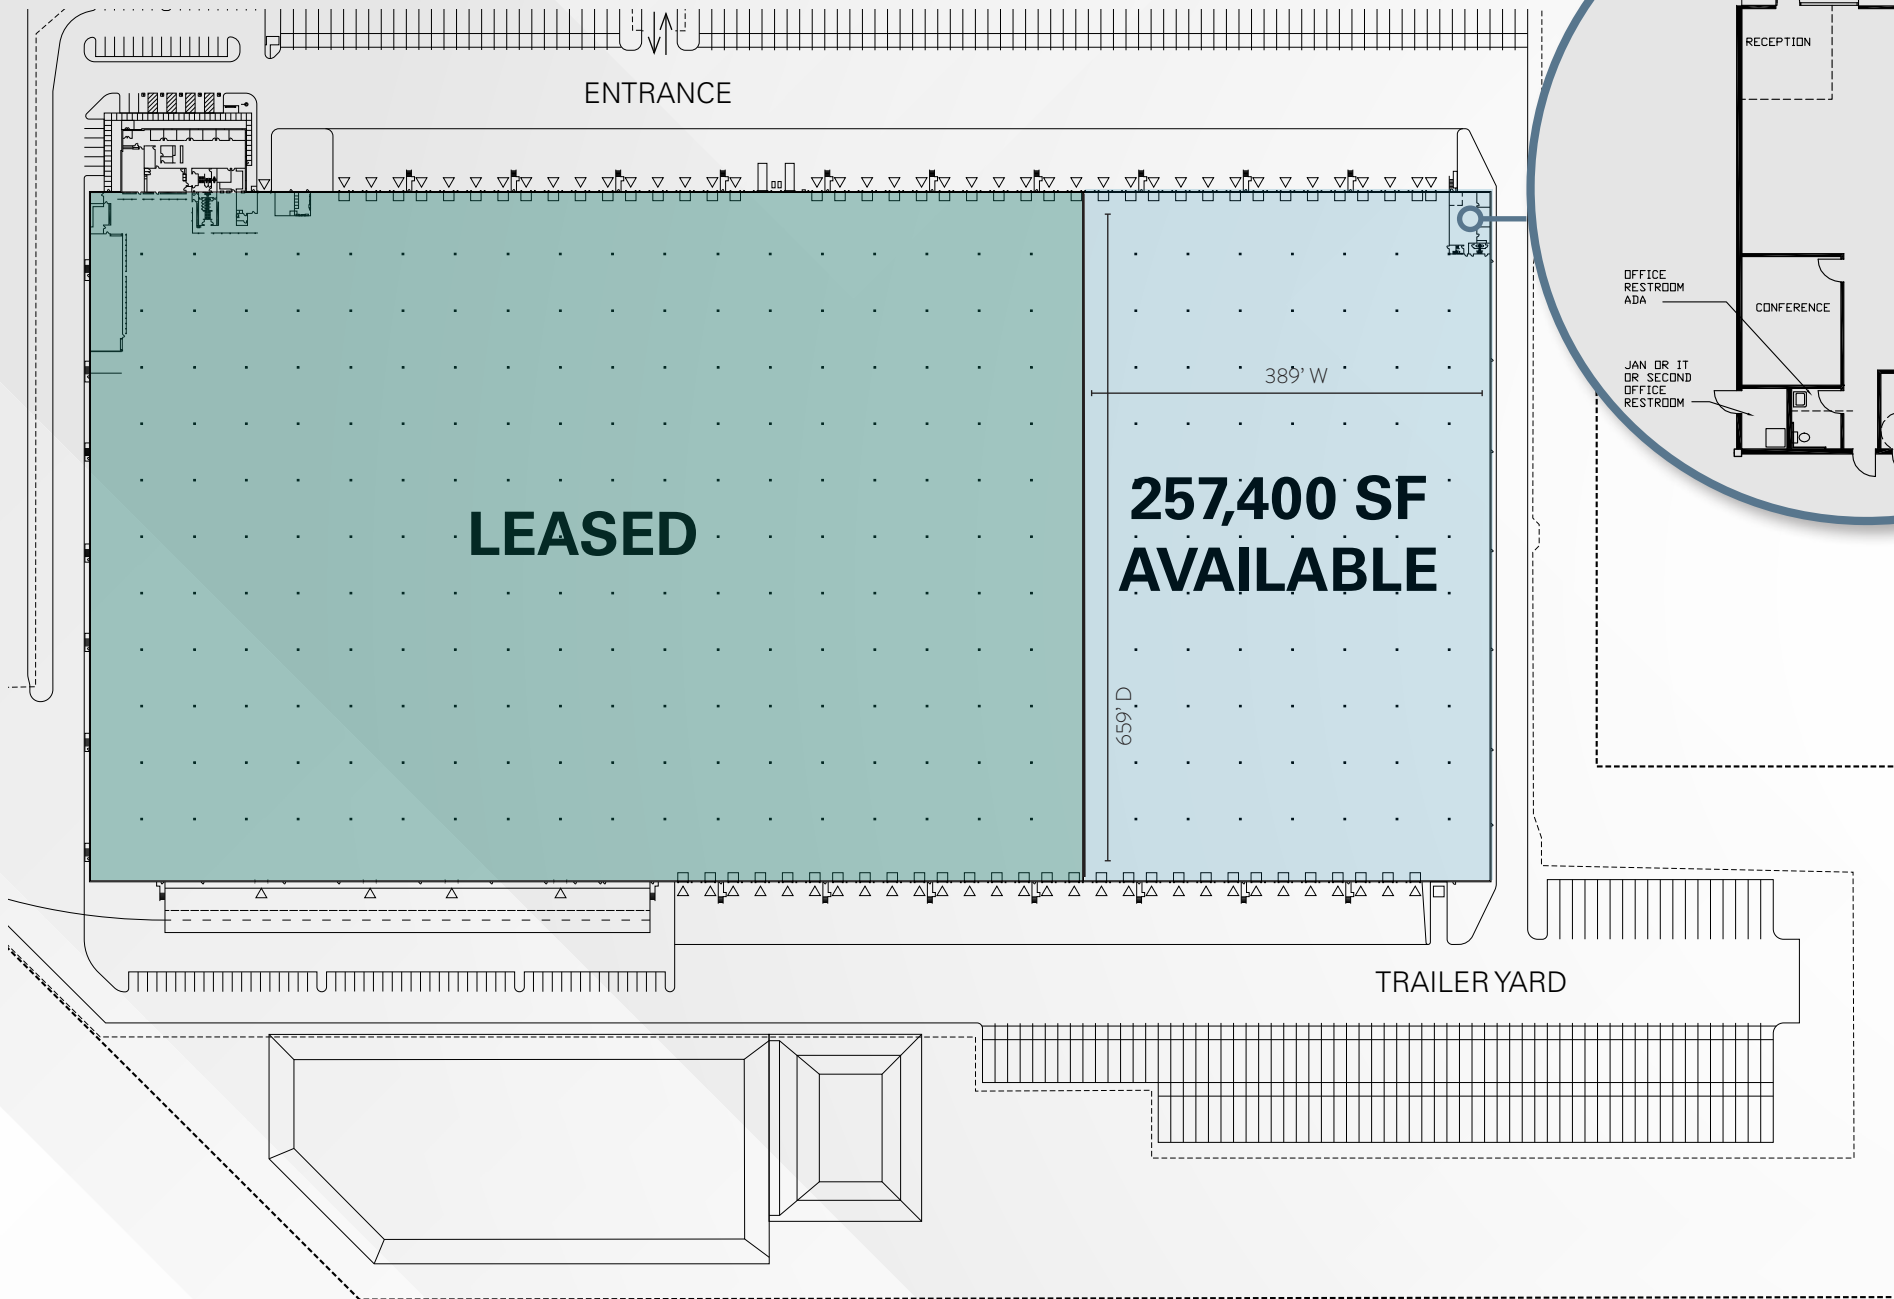 ENTRANCE
RECEPTION
OFFICE
RESTROOM
ADA
CONFERENCE
JAN OR IT
OR SECOND
OFFICE
RESTROOM
389' W
LEASED
257,400 SF
AVAILABLE
659' D
TRAILER YARD